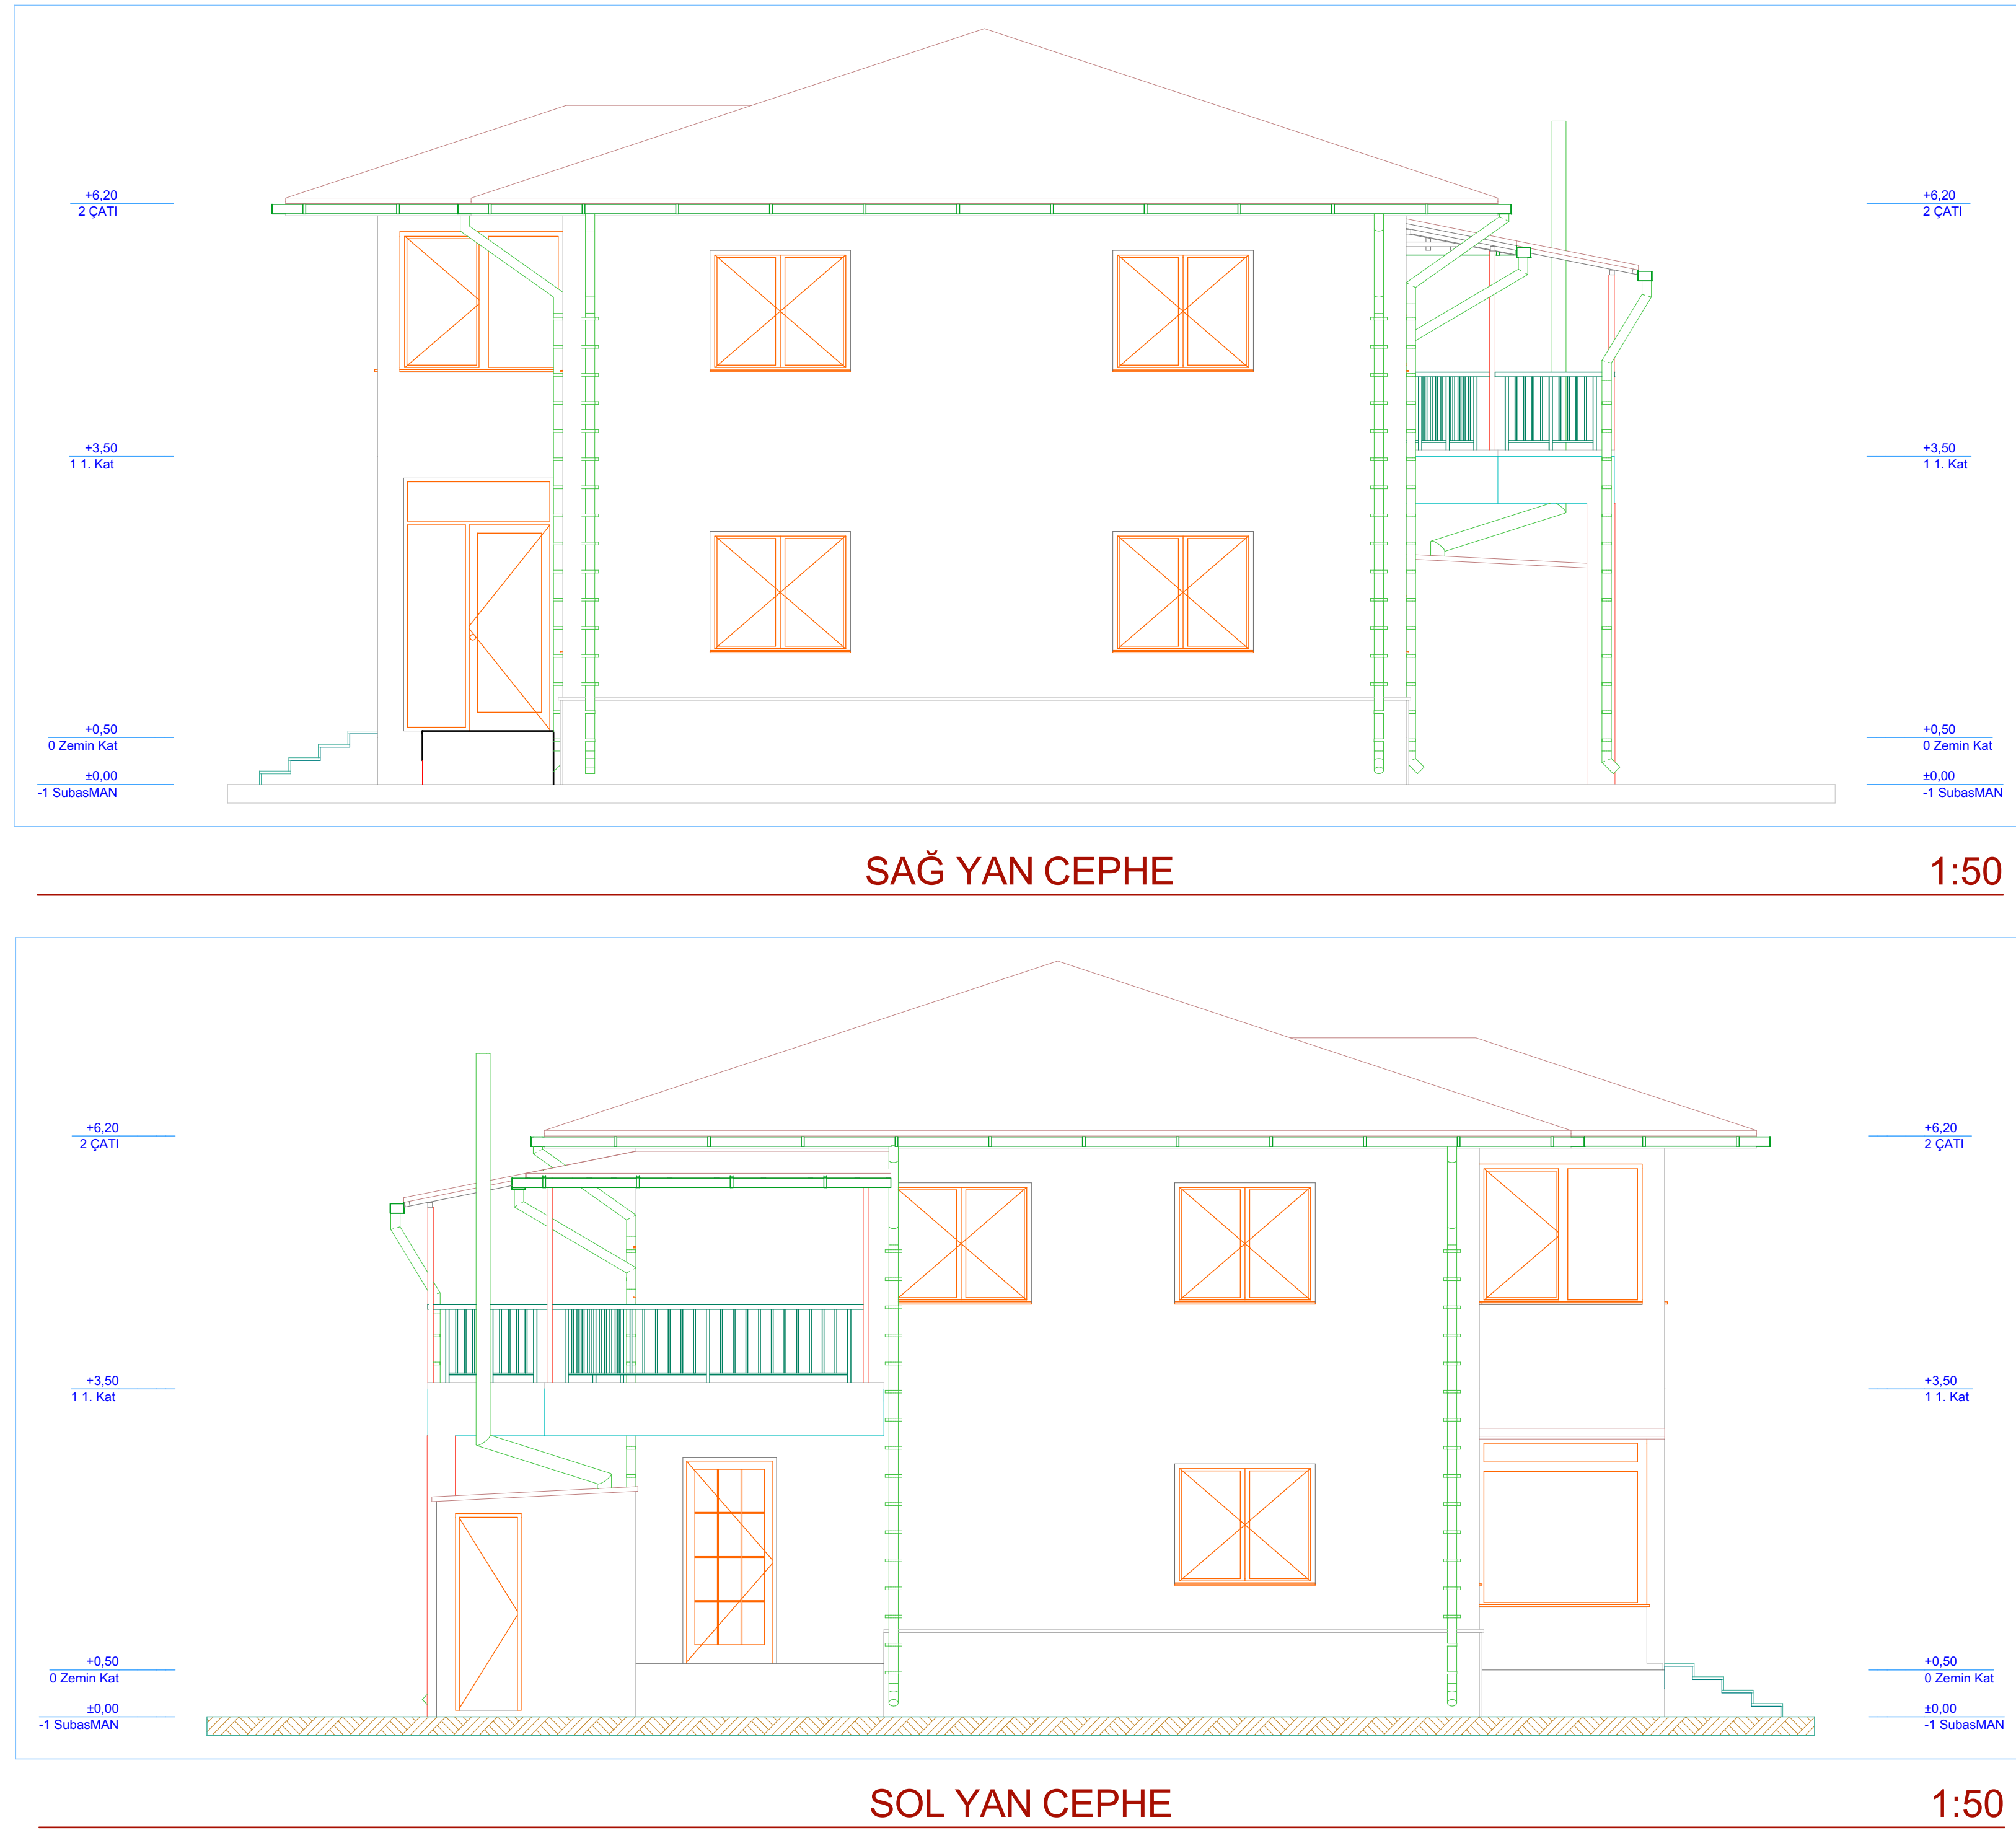 +6,20
2 ÇATI
+6,20
2 ÇATI
+3,50
1 1. Kat
+3,50
1 1. Kat
+0,50
0 Zemin Kat
+0,50
0 Zemin Kat
±0,00
-1 SubasMAN
±0,00
-1 SubasMAN
SAĞ YAN CEPHE
1:50
+6,20
2 ÇATI
+6,20
2 ÇATI
+3,50
1 1. Kat
+3,50
1 1. Kat
+0,50
0 Zemin Kat
+0,50
0 Zemin Kat
±0,00
-1 SubasMAN
±0,00
-1 SubasMAN
SOL YAN CEPHE
1:50